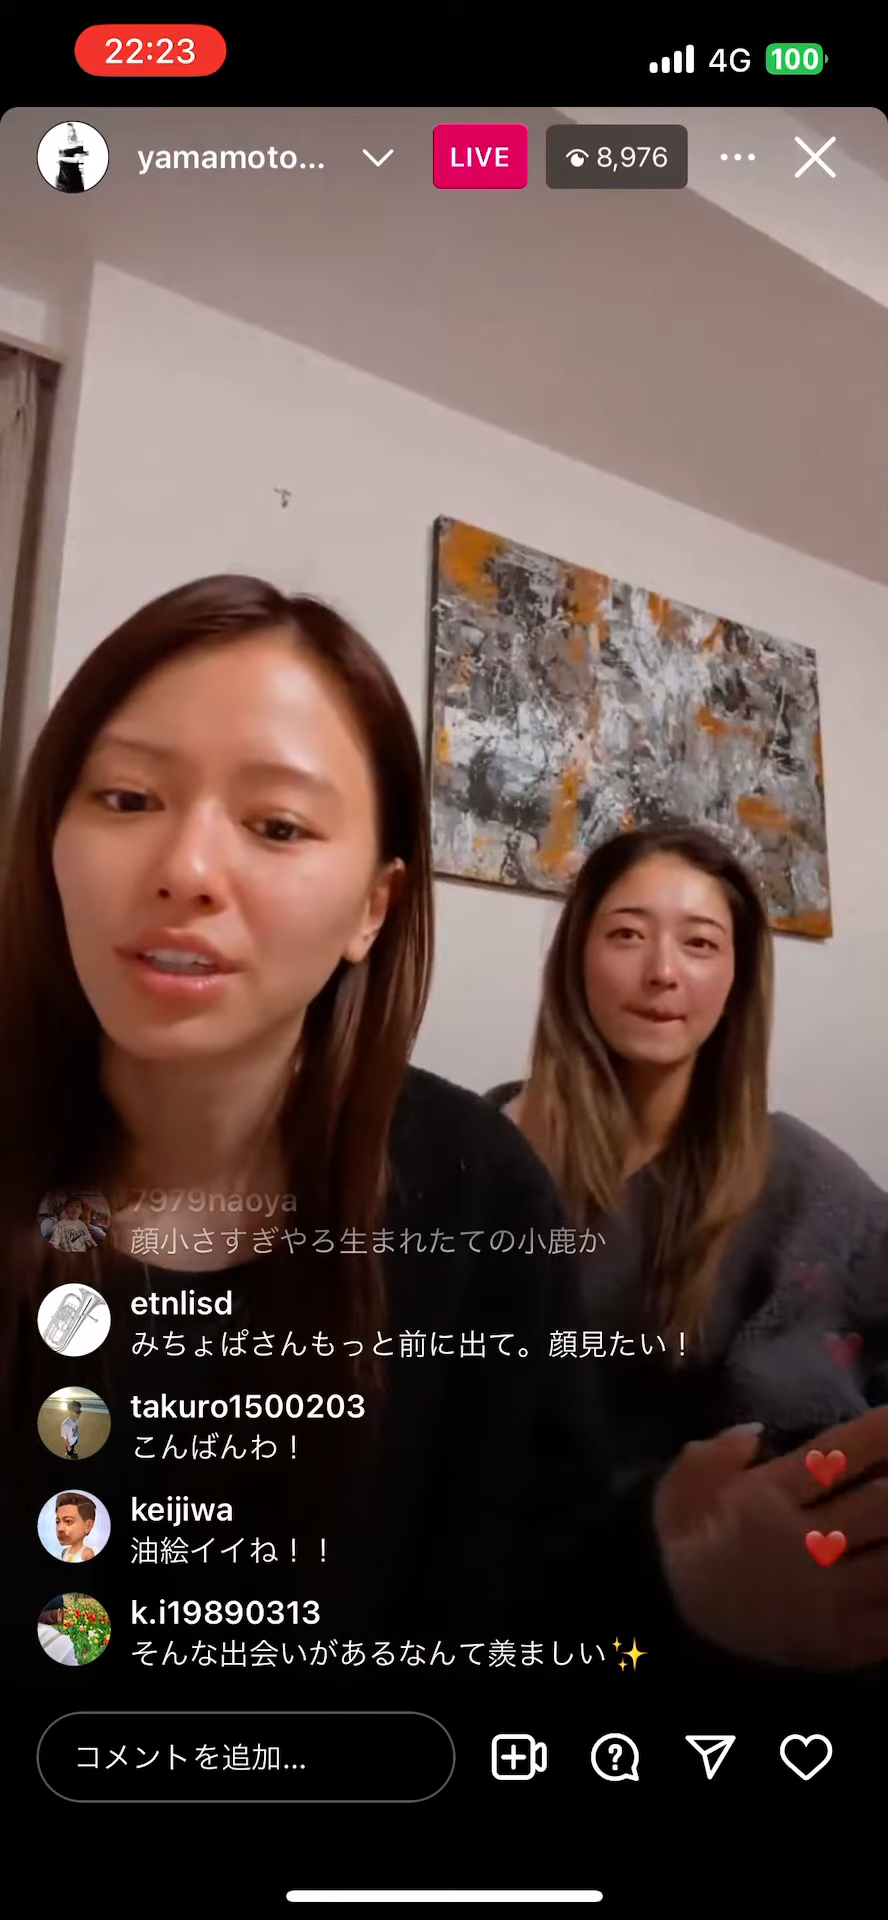 22:23
4G
100
yamamoto...
LIVE
8,976
7979naoya
顔小さすぎやろ生まれたての小鹿か
etnlisd
みちょぱさんもっと前に出て。顔見たい！
takuro1500203
こんばんわ！
keijiwa
油絵イイね！！
k.i19890313
そんな出会いがあるなんて羨ましい✨
コメントを追加...